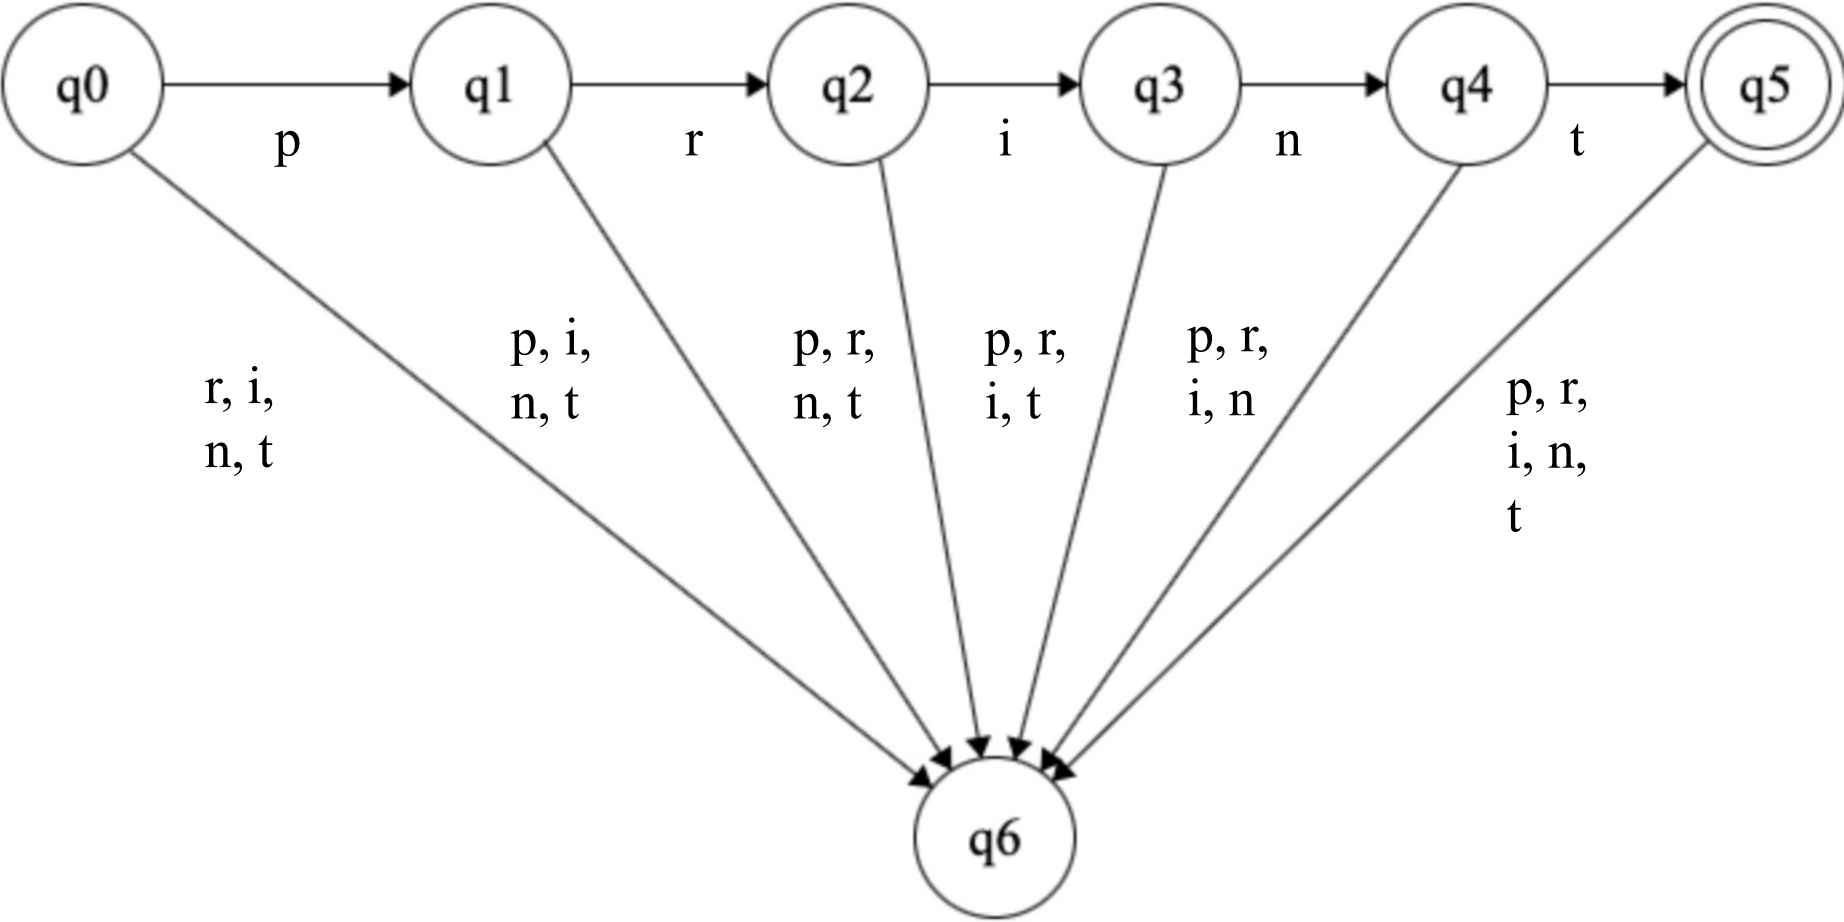 q0 q1 q2 q3 q4 q5
p r i n t
r, i,
n, t
p, i,
n, t
p, r,
n, t
p, r,
i, t
p, r,
i, n
p, r,
i, n,
t
q6